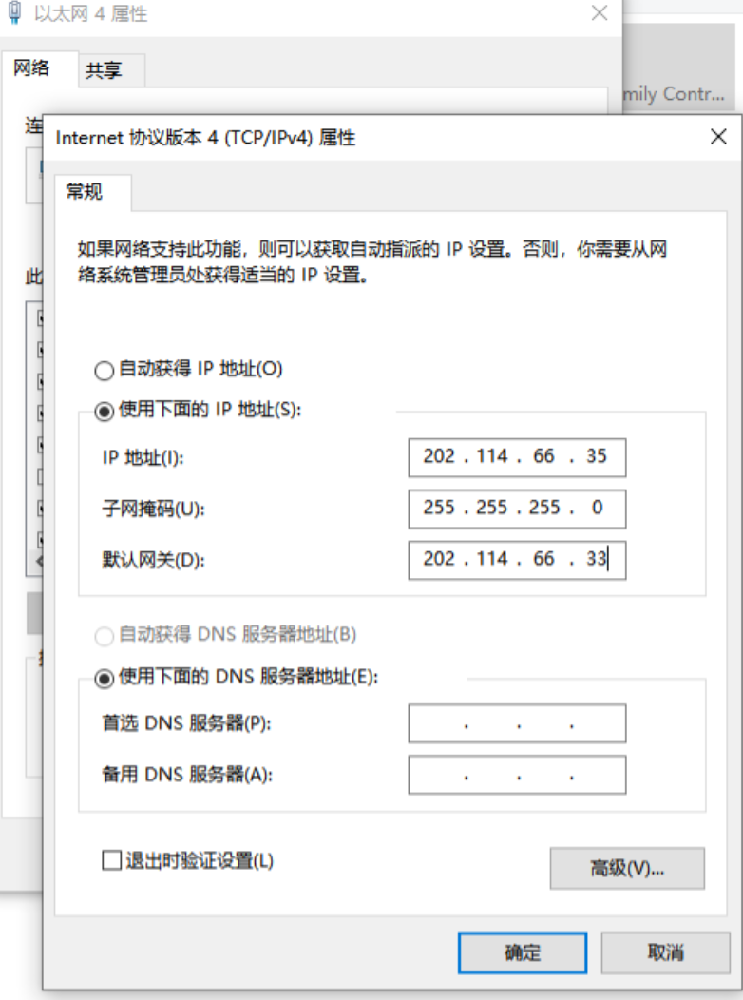 以太网 4 属性
网络
共享
mily Contr...
连
此
Internet 协议版本 4 (TCP/IPv4) 属性
常规
如果网络支持此功能，则可以获取自动指派的 IP 设置。否则，你需要从网
络系统管理员处获得适当的 IP 设置。
自动获得 IP 地址(O)
使用下面的 IP 地址(S):
IP 地址(I):
202 . 114 . 66 . 35
子网掩码(U):
255 . 255 . 255 . 0
默认网关(D):
202 . 114 . 66 . 33
自动获得 DNS 服务器地址(B)
使用下面的 DNS 服务器地址(E):
首选 DNS 服务器(P):
. . .
备用 DNS 服务器(A):
. . .
退出时验证设置(L)
高级(V)...
确定
取消